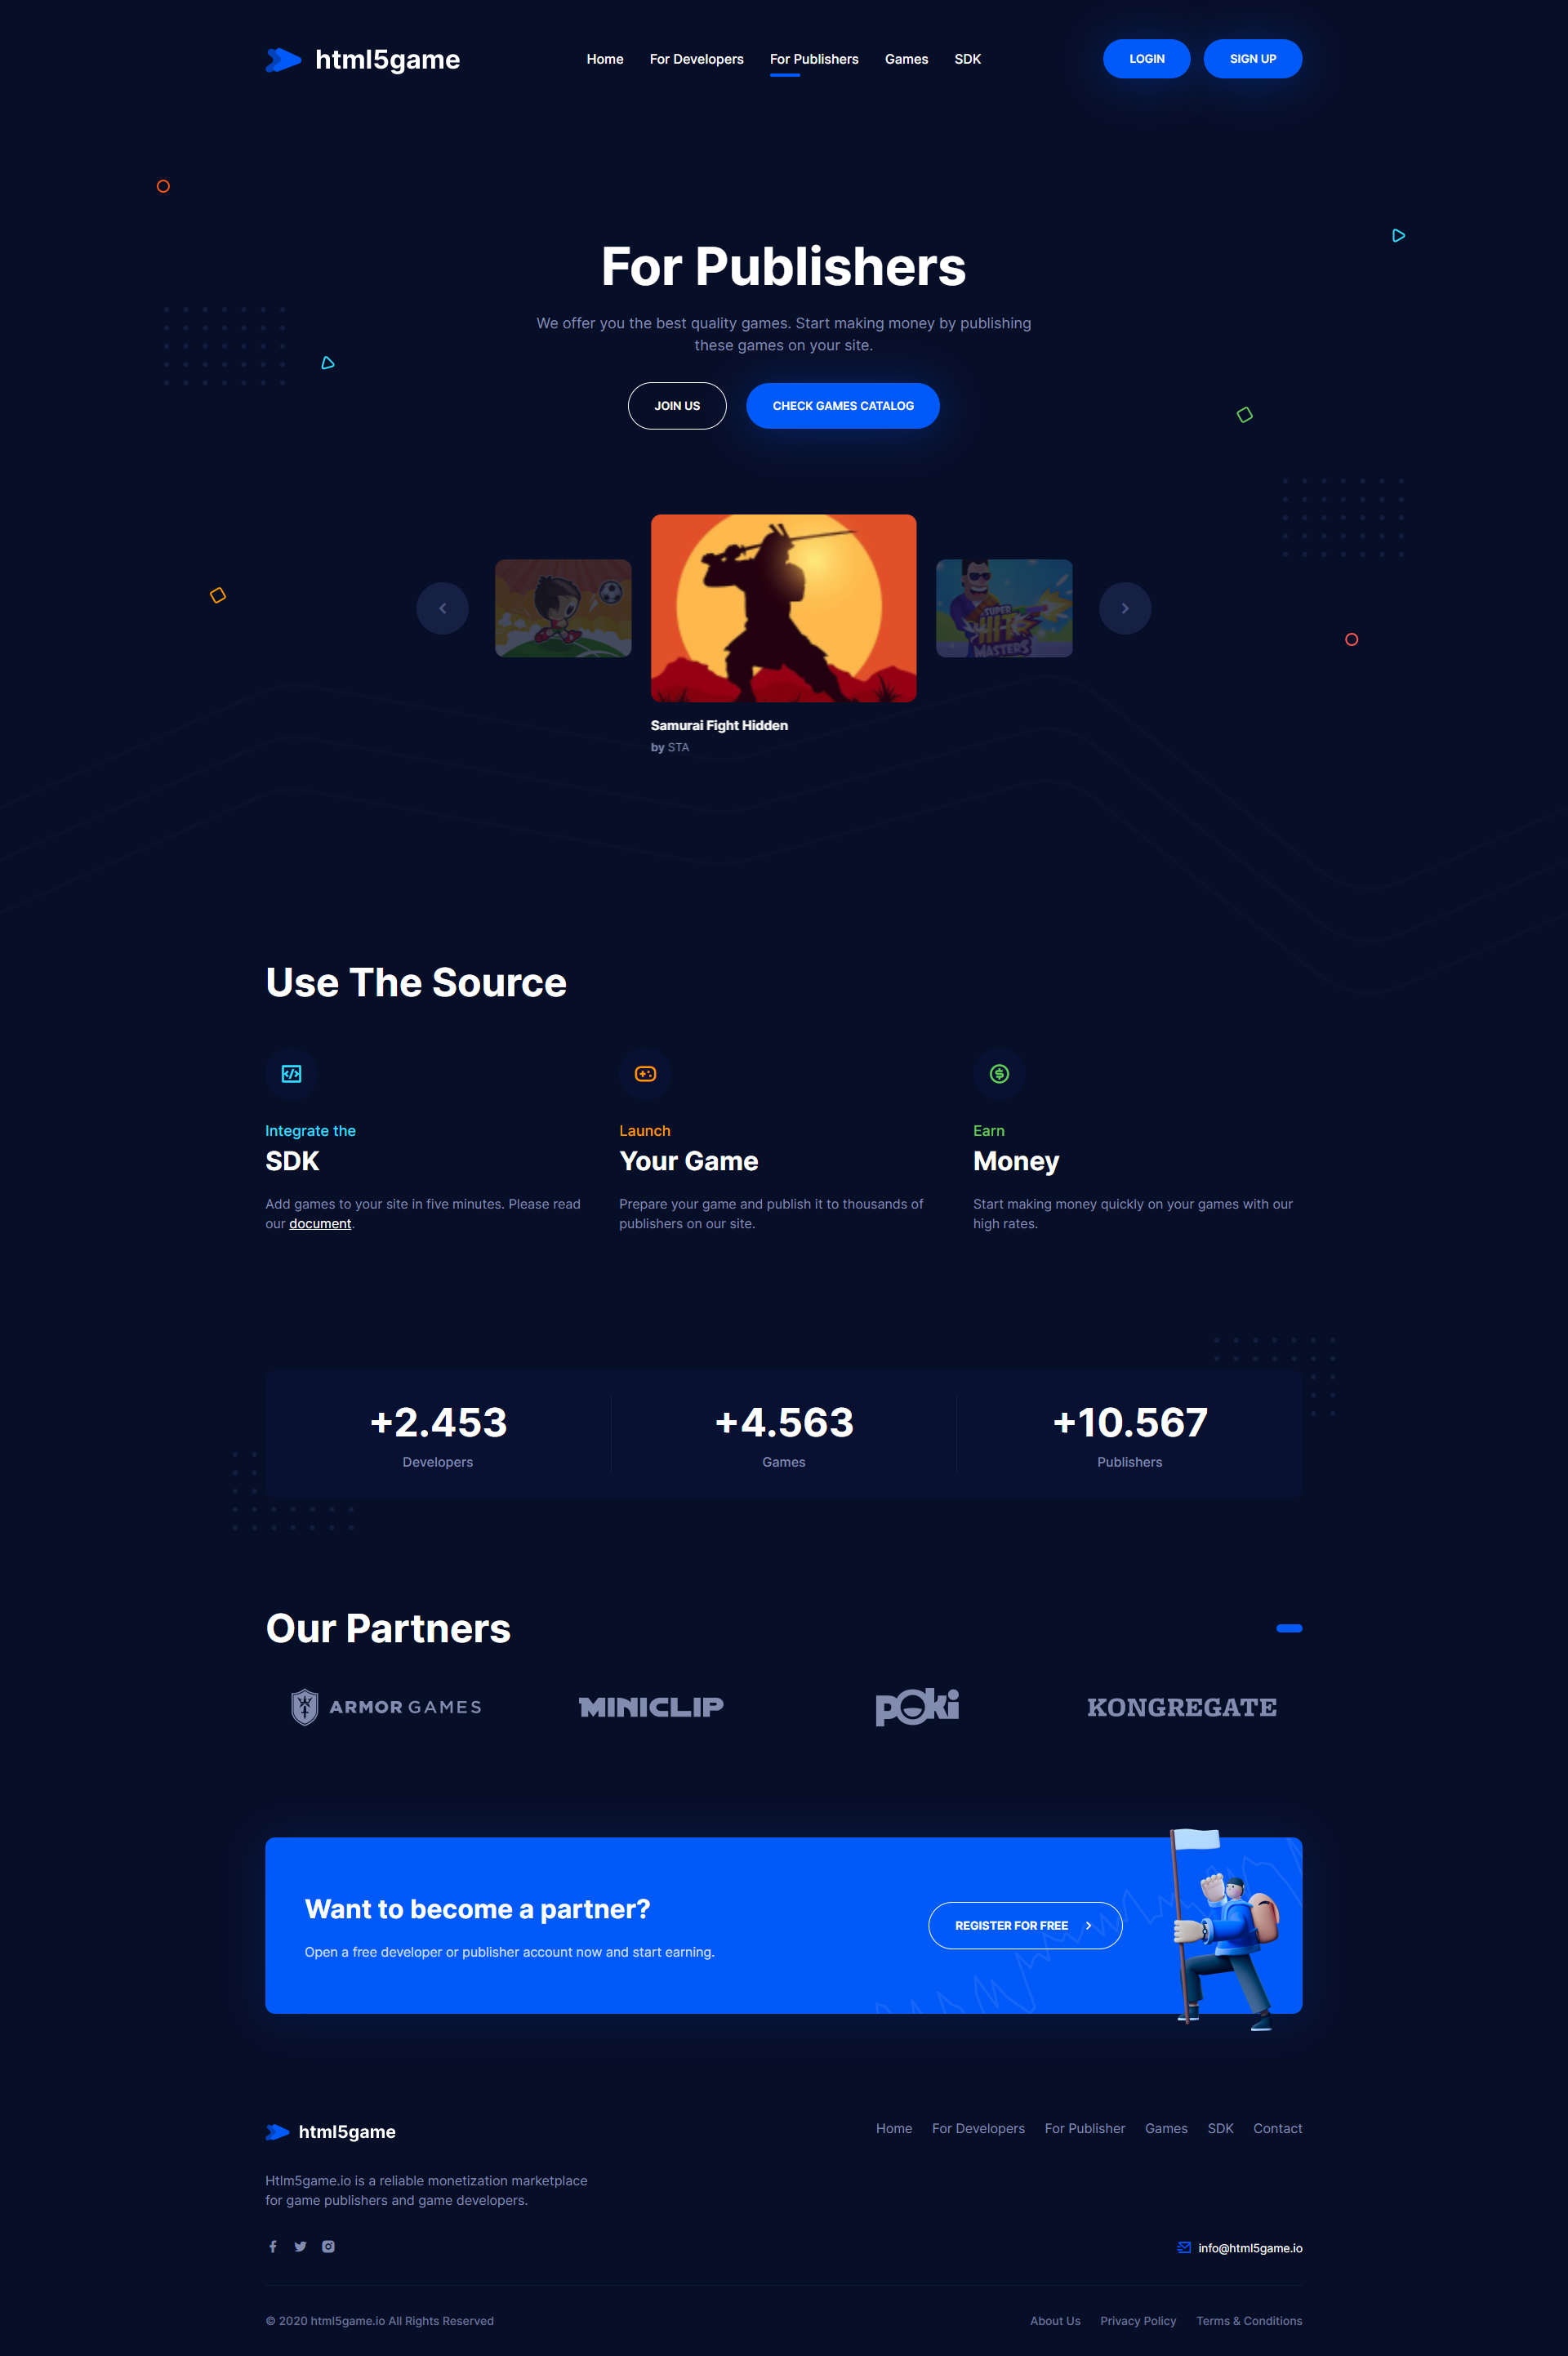 html5game
Home
For Developers
For Publishers
Games
SDK
LOGIN
SIGN UP
For Publishers
We offer you the best quality games. Start making money by publishing
these games on your site.
JOIN US
CHECK GAMES CATALOG
SUPER
HIT
MASTERS
Samurai Fight Hidden
by STA
Use The Source
Integrate the
SDK
Add games to your site in five minutes. Please read
our document.
Launch
Your Game
Prepare your game and publish it to thousands of
publishers on our site.
Earn
Money
Start making money quickly on your games with our
high rates.
+2.453
Developers
+4.563
Games
+10.567
Publishers
Our Partners
ARMOR GAMES
MINICLIP
POKi
KONGREGATE
Want to become a partner?
Open a free developer or publisher account now and start earning.
REGISTER FOR FREE
html5game
Home
For Developers
For Publisher
Games
SDK
Contact
Htlm5game.io is a reliable monetization marketplace
for game publishers and game developers.
info@html5game.io
© 2020 html5game.io All Rights Reserved
About Us
Privacy Policy
Terms & Conditions